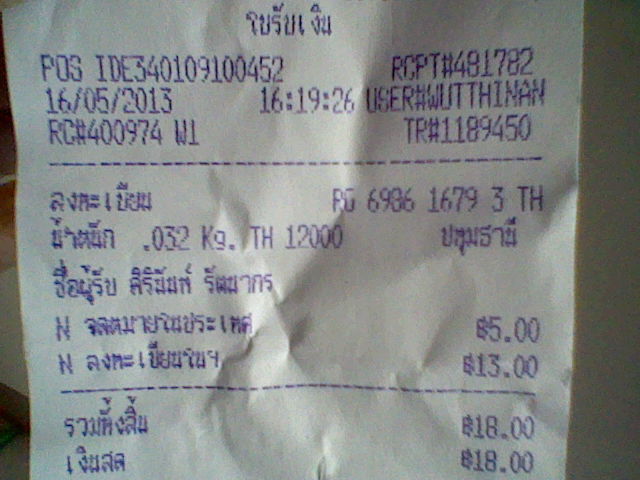 ใบรับเงิน
POS IDE340109100452 RCPT#481782
16/05/2013 16:19:26 USER#WUTTHINAN
RC#400974 W1 TR#1189450
ลงทะเบียน RG 6986 1679 3 TH
น้ำหนัก .032 Kg. TH 12000 ปทุมธานี
ชื่อผู้รับ ศิรินันท์ รัตนากร
N จดหมายในประเทศ ฿5.00
N ลงทะเบียนในฯ ฿13.00
รวมทั้งสิ้น ฿18.00
เงินสด ฿18.00